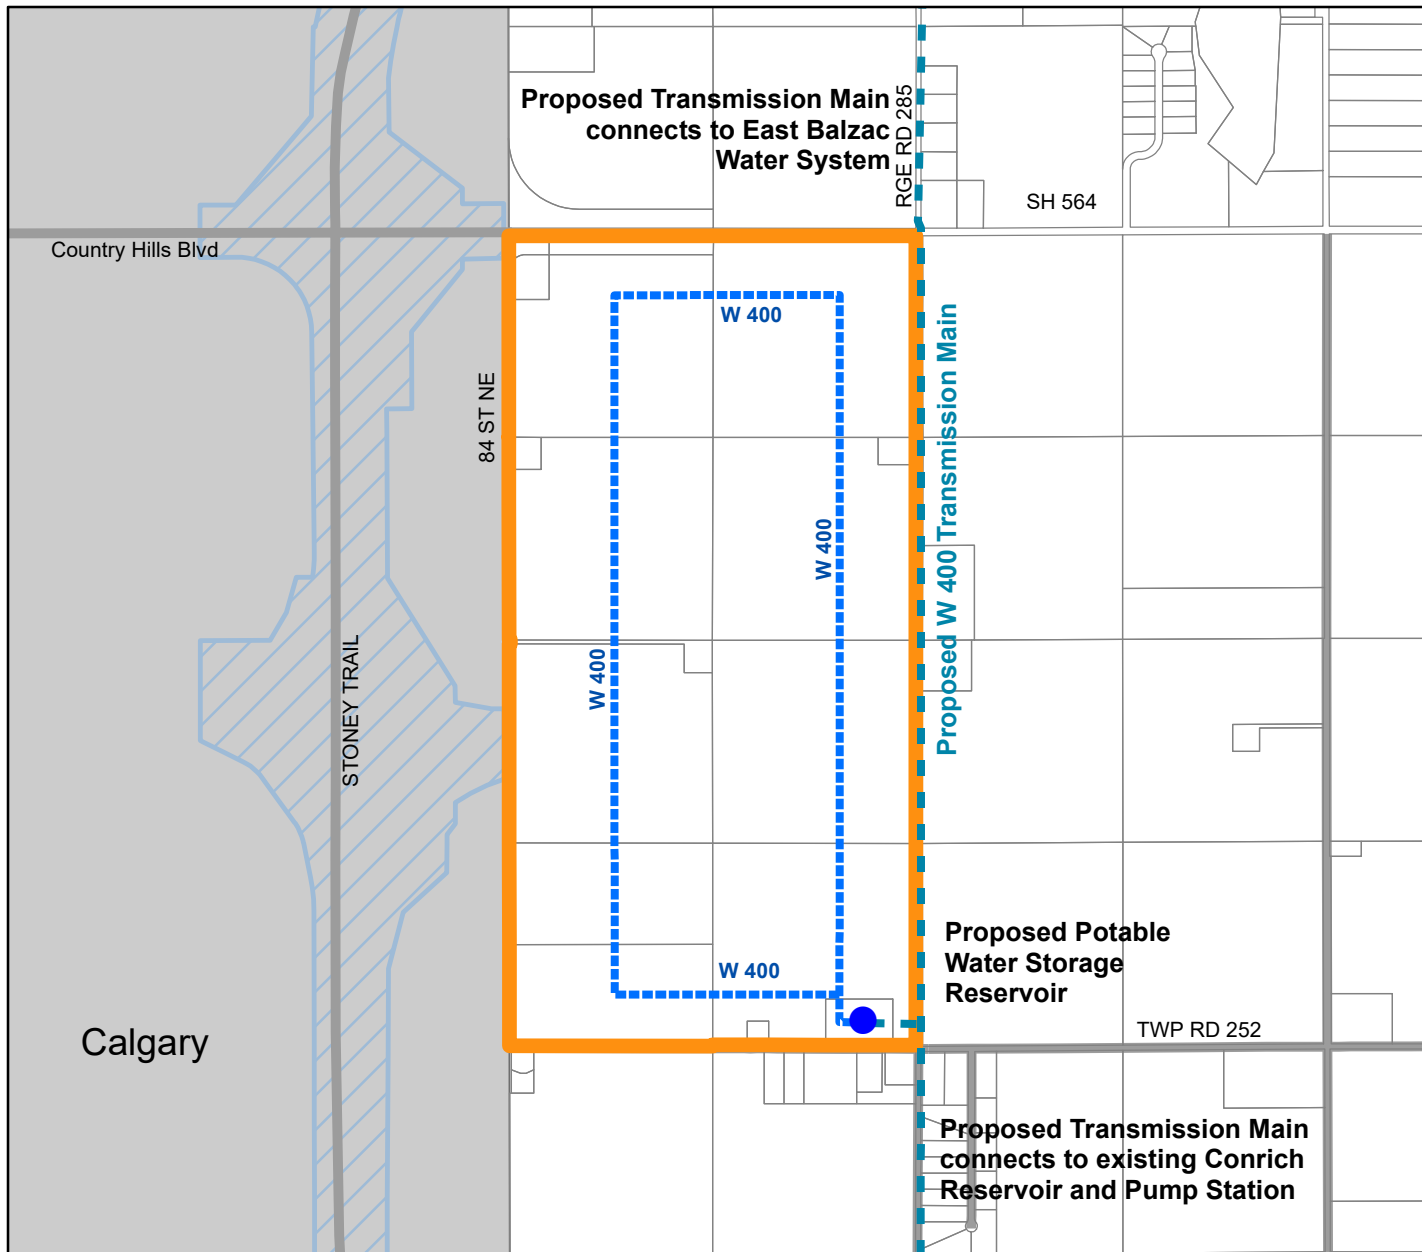 Proposed Transmission Main
connects to East Balzac
Water System
RGE RD 285
SH 564
Country Hills Blvd
W 400
84 ST NE
Proposed W 400 Transmission Main
W 400
W 400
STONEY TRAIL
Proposed Potable
Water Storage
Reservoir
W 400
TWP RD 252
Calgary
Proposed Transmission Main
connects to existing Conrich
Reservoir and Pump Station